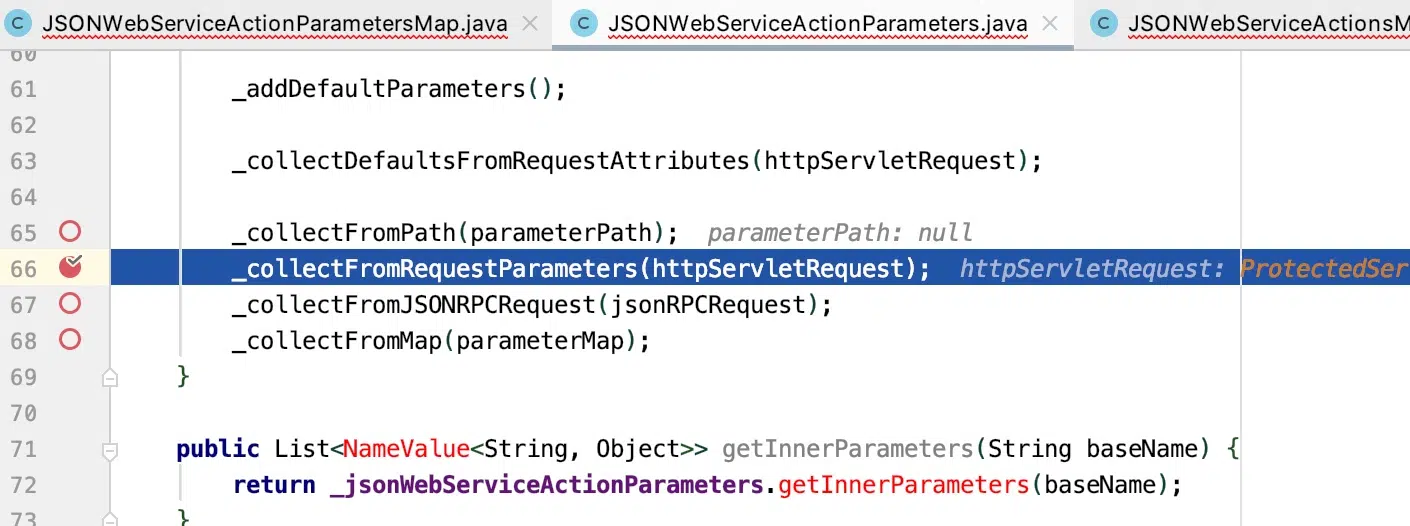 C JSONWebServiceActionParametersMap.java × C JSONWebServiceActionParameters.java × C JSONWebServiceActionsM
60
61 _addDefaultParameters();
62
63 _collectDefaultsFromRequestAttributes(httpServletRequest);
64
65 _collectFromPath(parameterPath); parameterPath: null
66 _collectFromRequestParameters(httpServletRequest); httpServletRequest: ProtectedSer
67 _collectFromJSONRPCRequest(jsonRPCRequest);
68 _collectFromMap(parameterMap);
69 }
70
71 public List<NameValue<String, Object>> getInnerParameters(String baseName) {
72 return _jsonWebServiceActionParameters.getInnerParameters(baseName);
73 }